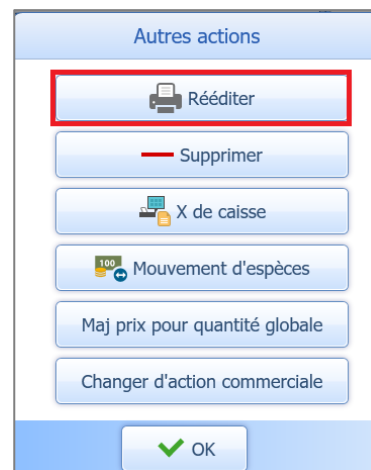 Autres actions
Rééditer
Supprimer
X de caisse
100
Mouvement d'espèces
Maj prix pour quantité globale
Changer d'action commerciale
OK